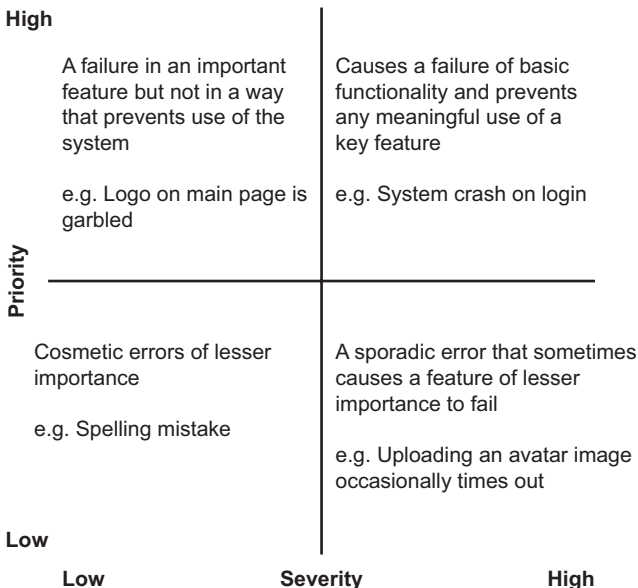 High
A failure in an important
feature but not in a way
that prevents use of the
system
e.g. Logo on main page is
garbled
Causes a failure of basic
functionality and prevents
any meaningful use of a
key feature
e.g. System crash on login
Priority
Cosmetic errors of lesser
importance
e.g. Spelling mistake
A sporadic error that sometimes
causes a feature of lesser
importance to fail
e.g. Uploading an avatar image
occasionally times out
Low
Low Severity High